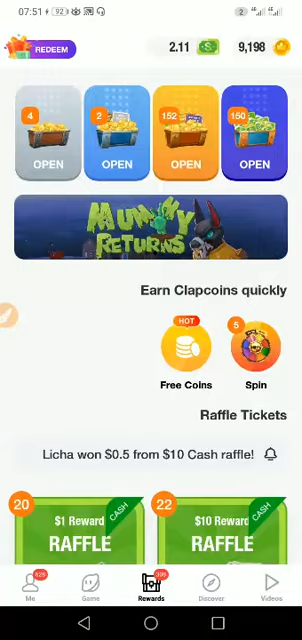 07:51 92 2
REDEEM 2.11 9,198
4 2 152 150
OPEN OPEN OPEN OPEN
MUMMY
RETURNS
Earn Clapcoins quickly
HOT 5
Free Coins Spin
Raffle Tickets
Licha won $0.5 from $10 Cash raffle!
20 CASH 22 CASH
$1 Reward $10 Reward
RAFFLE RAFFLE
Me Game Rewards Discover Videos